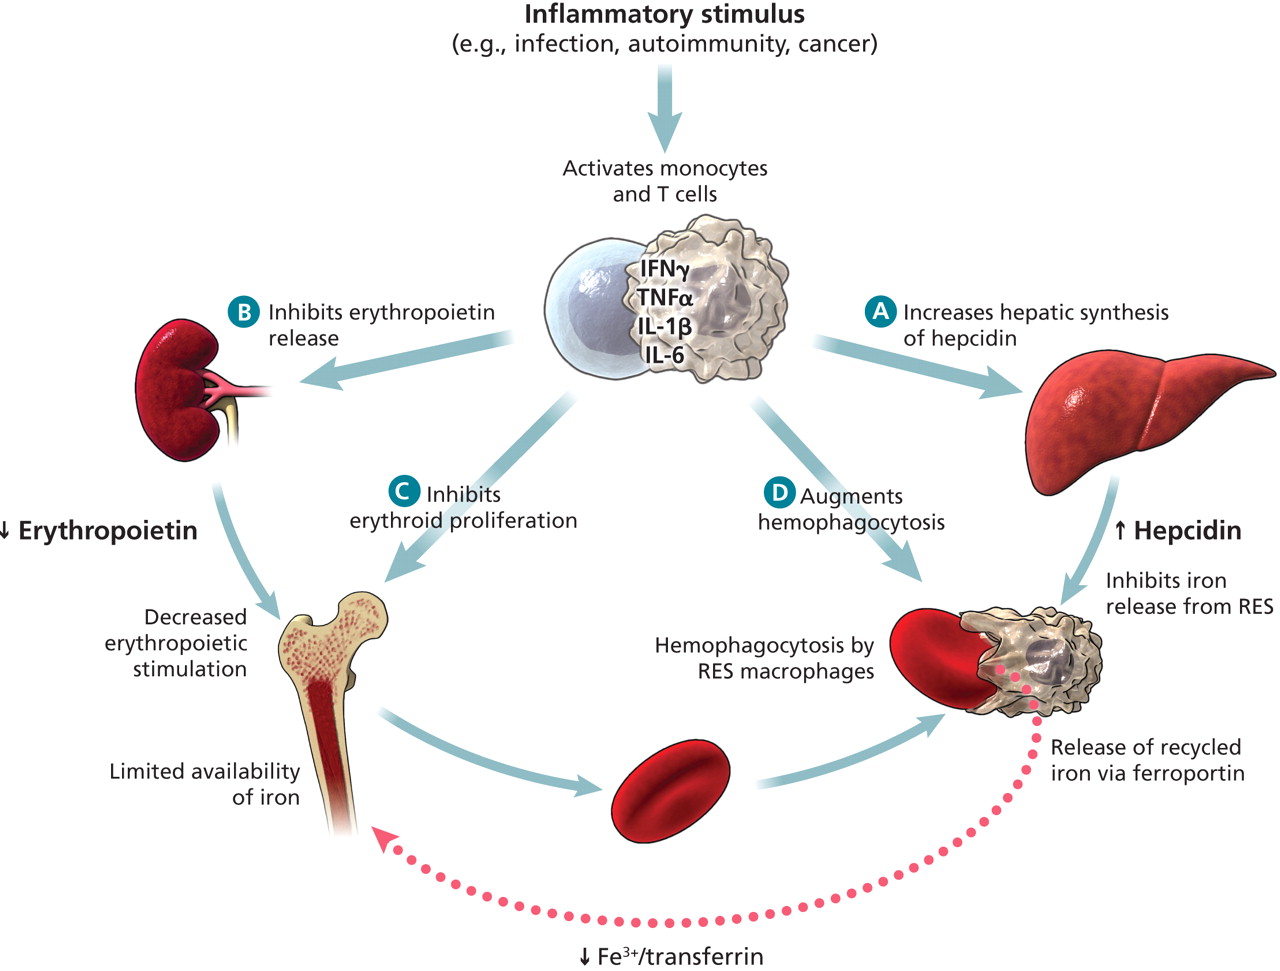 Inflammatory stimulus
(e.g., infection, autoimmunity, cancer)
Activates monocytes
and T cells
IFNγ
TNFα
IL-1β
IL-6
B Inhibits erythropoietin
release
A Increases hepatic synthesis
of hepcidin
C Inhibits
erythroid proliferation
D Augments
hemophagocytosis
↓ Erythropoietin
↑ Hepcidin
Inhibits iron
release from RES
Decreased
erythropoietic
stimulation
Hemophagocytosis by
RES macrophages
Limited availability
of iron
Release of recycled
iron via ferroportin
↓ Fe³⁺/transferrin